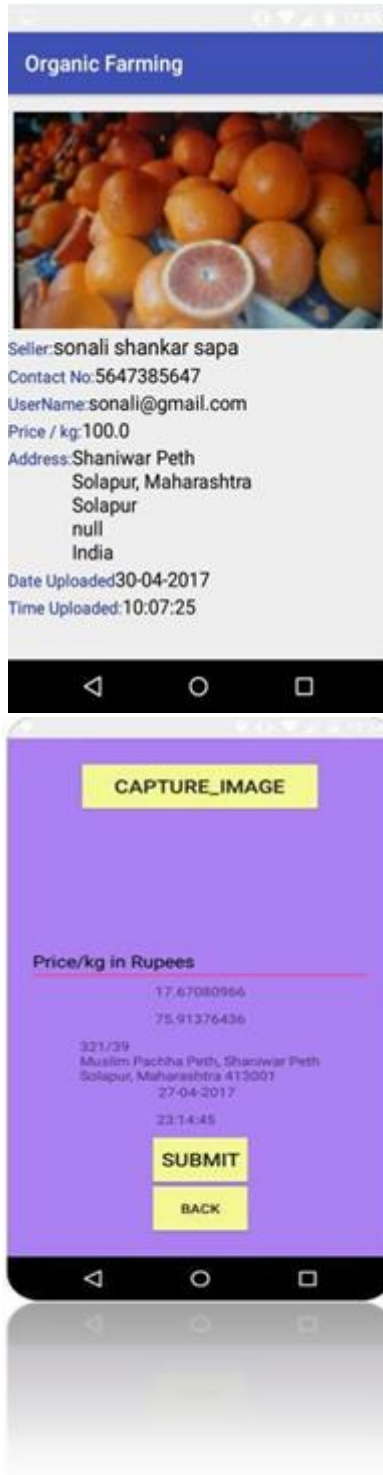 Organic Farming
Seller:sonali shankar sapa
Contact No:5647385647
UserName:sonali@gmail.com
Price / kg:100.0
Address:Shaniwar Peth
Solapur, Maharashtra
Solapur
null
India
Date Uploaded30-04-2017
Time Uploaded:10:07:25
CAPTURE_IMAGE
Price/kg in Rupees
17.67080966
75.91376436
321/39
Muslim Pachha Peth, Shaniwar Peth
Solapur, Maharashtra 413001
27-04-2017
23:14:45
SUBMIT
BACK